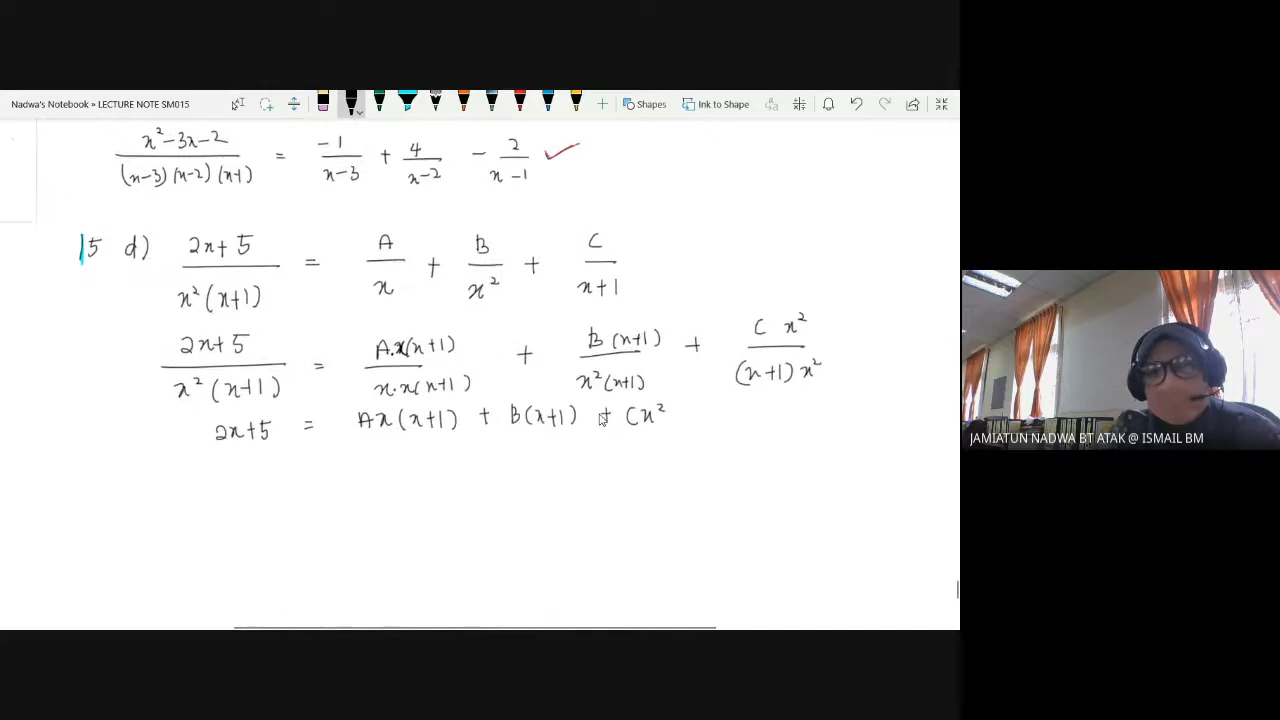 Nadwa's Notebook » LECTURE NOTE SM015
Shapes
Ink to Shape
x²-3x-2 / (x-3)(x-2)(x+1) = -1/(x-3) + 4/(x-2) - 2/(x-1) ✓
15 d) 2x+5 / x²(x+1) = A/x + B/x² + C/(x+1)
2x+5 / x²(x+1) = A.x(x+1) / x·x(x+1) + B(x+1) / x²(x+1) + C x² / (x+1)x²
2x+5 = Ax(x+1) + B(x+1) + Cx²
JAMIATUN NADWA BT ATAK @ ISMAIL BM